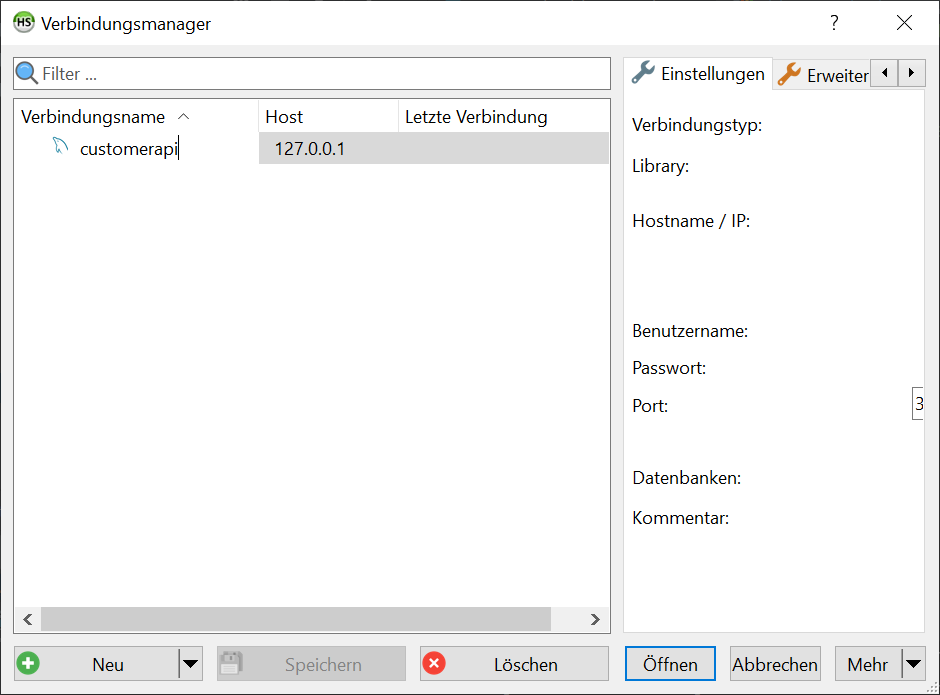 HS Verbindungsmanager ?
Filter ...
Verbindungsname Host Letzte Verbindung
customerapi 127.0.0.1
Einstellungen Erweiter
Verbindungstyp:
Library:
Hostname / IP:
Benutzername:
Passwort:
Port: 3
Datenbanken:
Kommentar:
Neu Speichern Löschen Öffnen Abbrechen Mehr